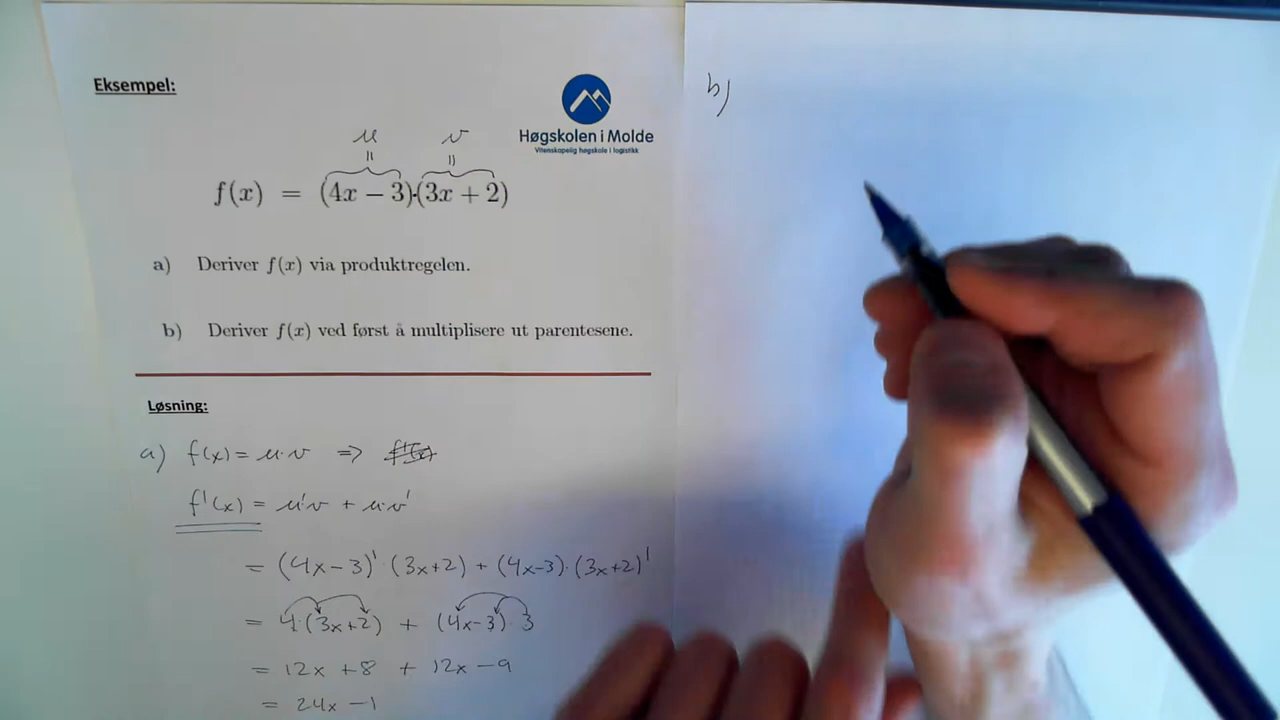 Eksempel:
Høgskolen i Molde
Vitenskapelig høgskole i logistikk
u v
= =
f(x) = (4x − 3)·(3x + 2)
a) Deriver f(x) via produktregelen.
b) Deriver f(x) ved først å multiplisere ut parentesene.
Løsning:
a) f(x) = u·v ⇒
f'(x) = u'v + u·v'
= (4x−3)'·(3x+2) + (4x−3)·(3x+2)'
= 4·(3x+2) + (4x−3)·3
= 12x + 8 + 12x − 9
= 24x − 1
b)